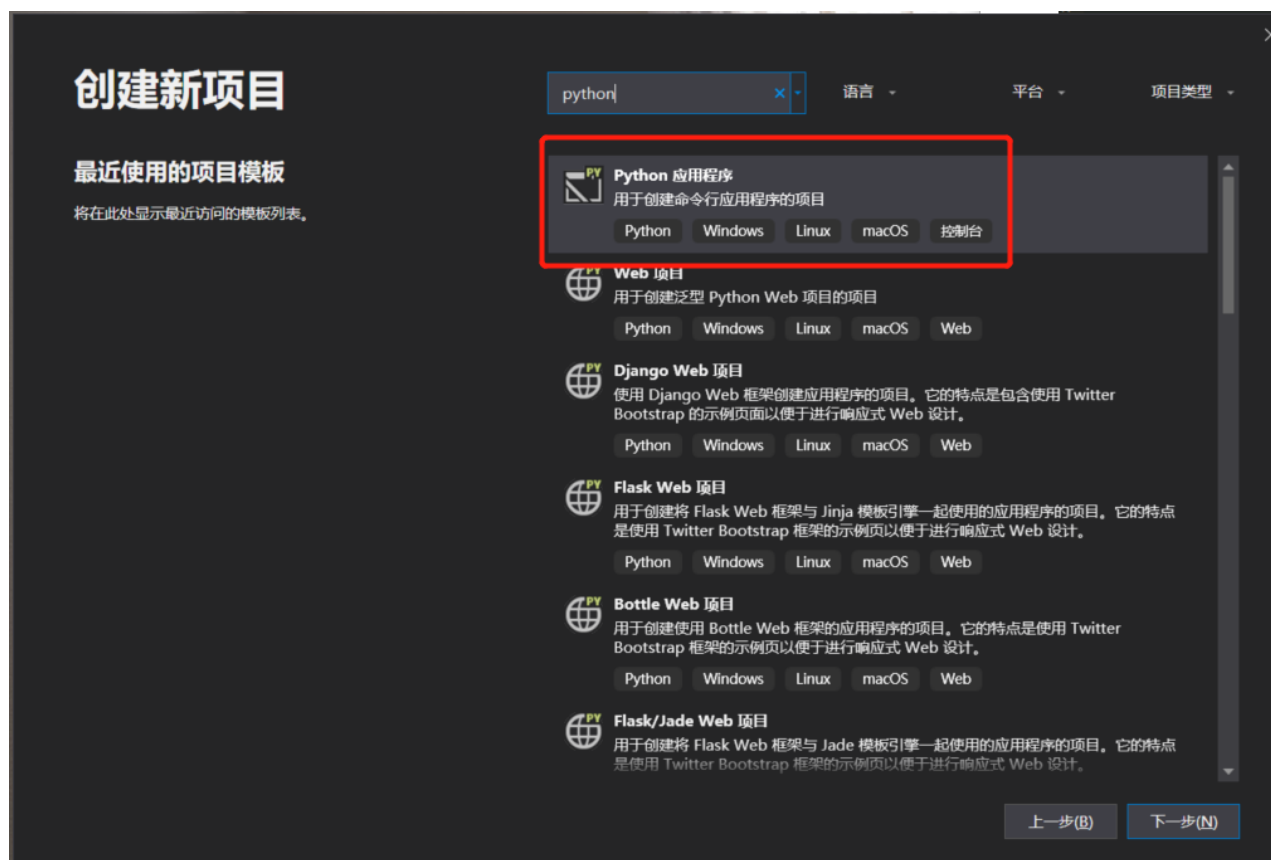 创建新项目
python
语言
平台
项目类型
最近使用的项目模板
将在此处显示最近访问的模板列表。
Python 应用程序
用于创建命令行应用程序的项目
Python Windows Linux macOS 控制台
Web 项目
用于创建泛型 Python Web 项目的项目
Python Windows Linux macOS Web
Django Web 项目
使用 Django Web 框架创建应用程序的项目。它的特点是包含使用 Twitter
Bootstrap 的示例页面以便于进行响应式 Web 设计。
Python Windows Linux macOS Web
Flask Web 项目
用于创建将 Flask Web 框架与 Jinja 模板引擎一起使用的应用程序的项目。它的特点
是使用 Twitter Bootstrap 框架的示例页以便于进行响应式 Web 设计。
Python Windows Linux macOS Web
Bottle Web 项目
用于创建使用 Bottle Web 框架的应用程序的项目。它的特点是使用 Twitter
Bootstrap 框架的示例页以便于进行响应式 Web 设计。
Python Windows Linux macOS Web
Flask/Jade Web 项目
用于创建将 Flask Web 框架与 Jade 模板引擎一起使用的应用程序的项目。它的特点
是使用 Twitter Bootstrap 框架的示例页以便于进行响应式 Web 设计。
上一步(B)
下一步(N)